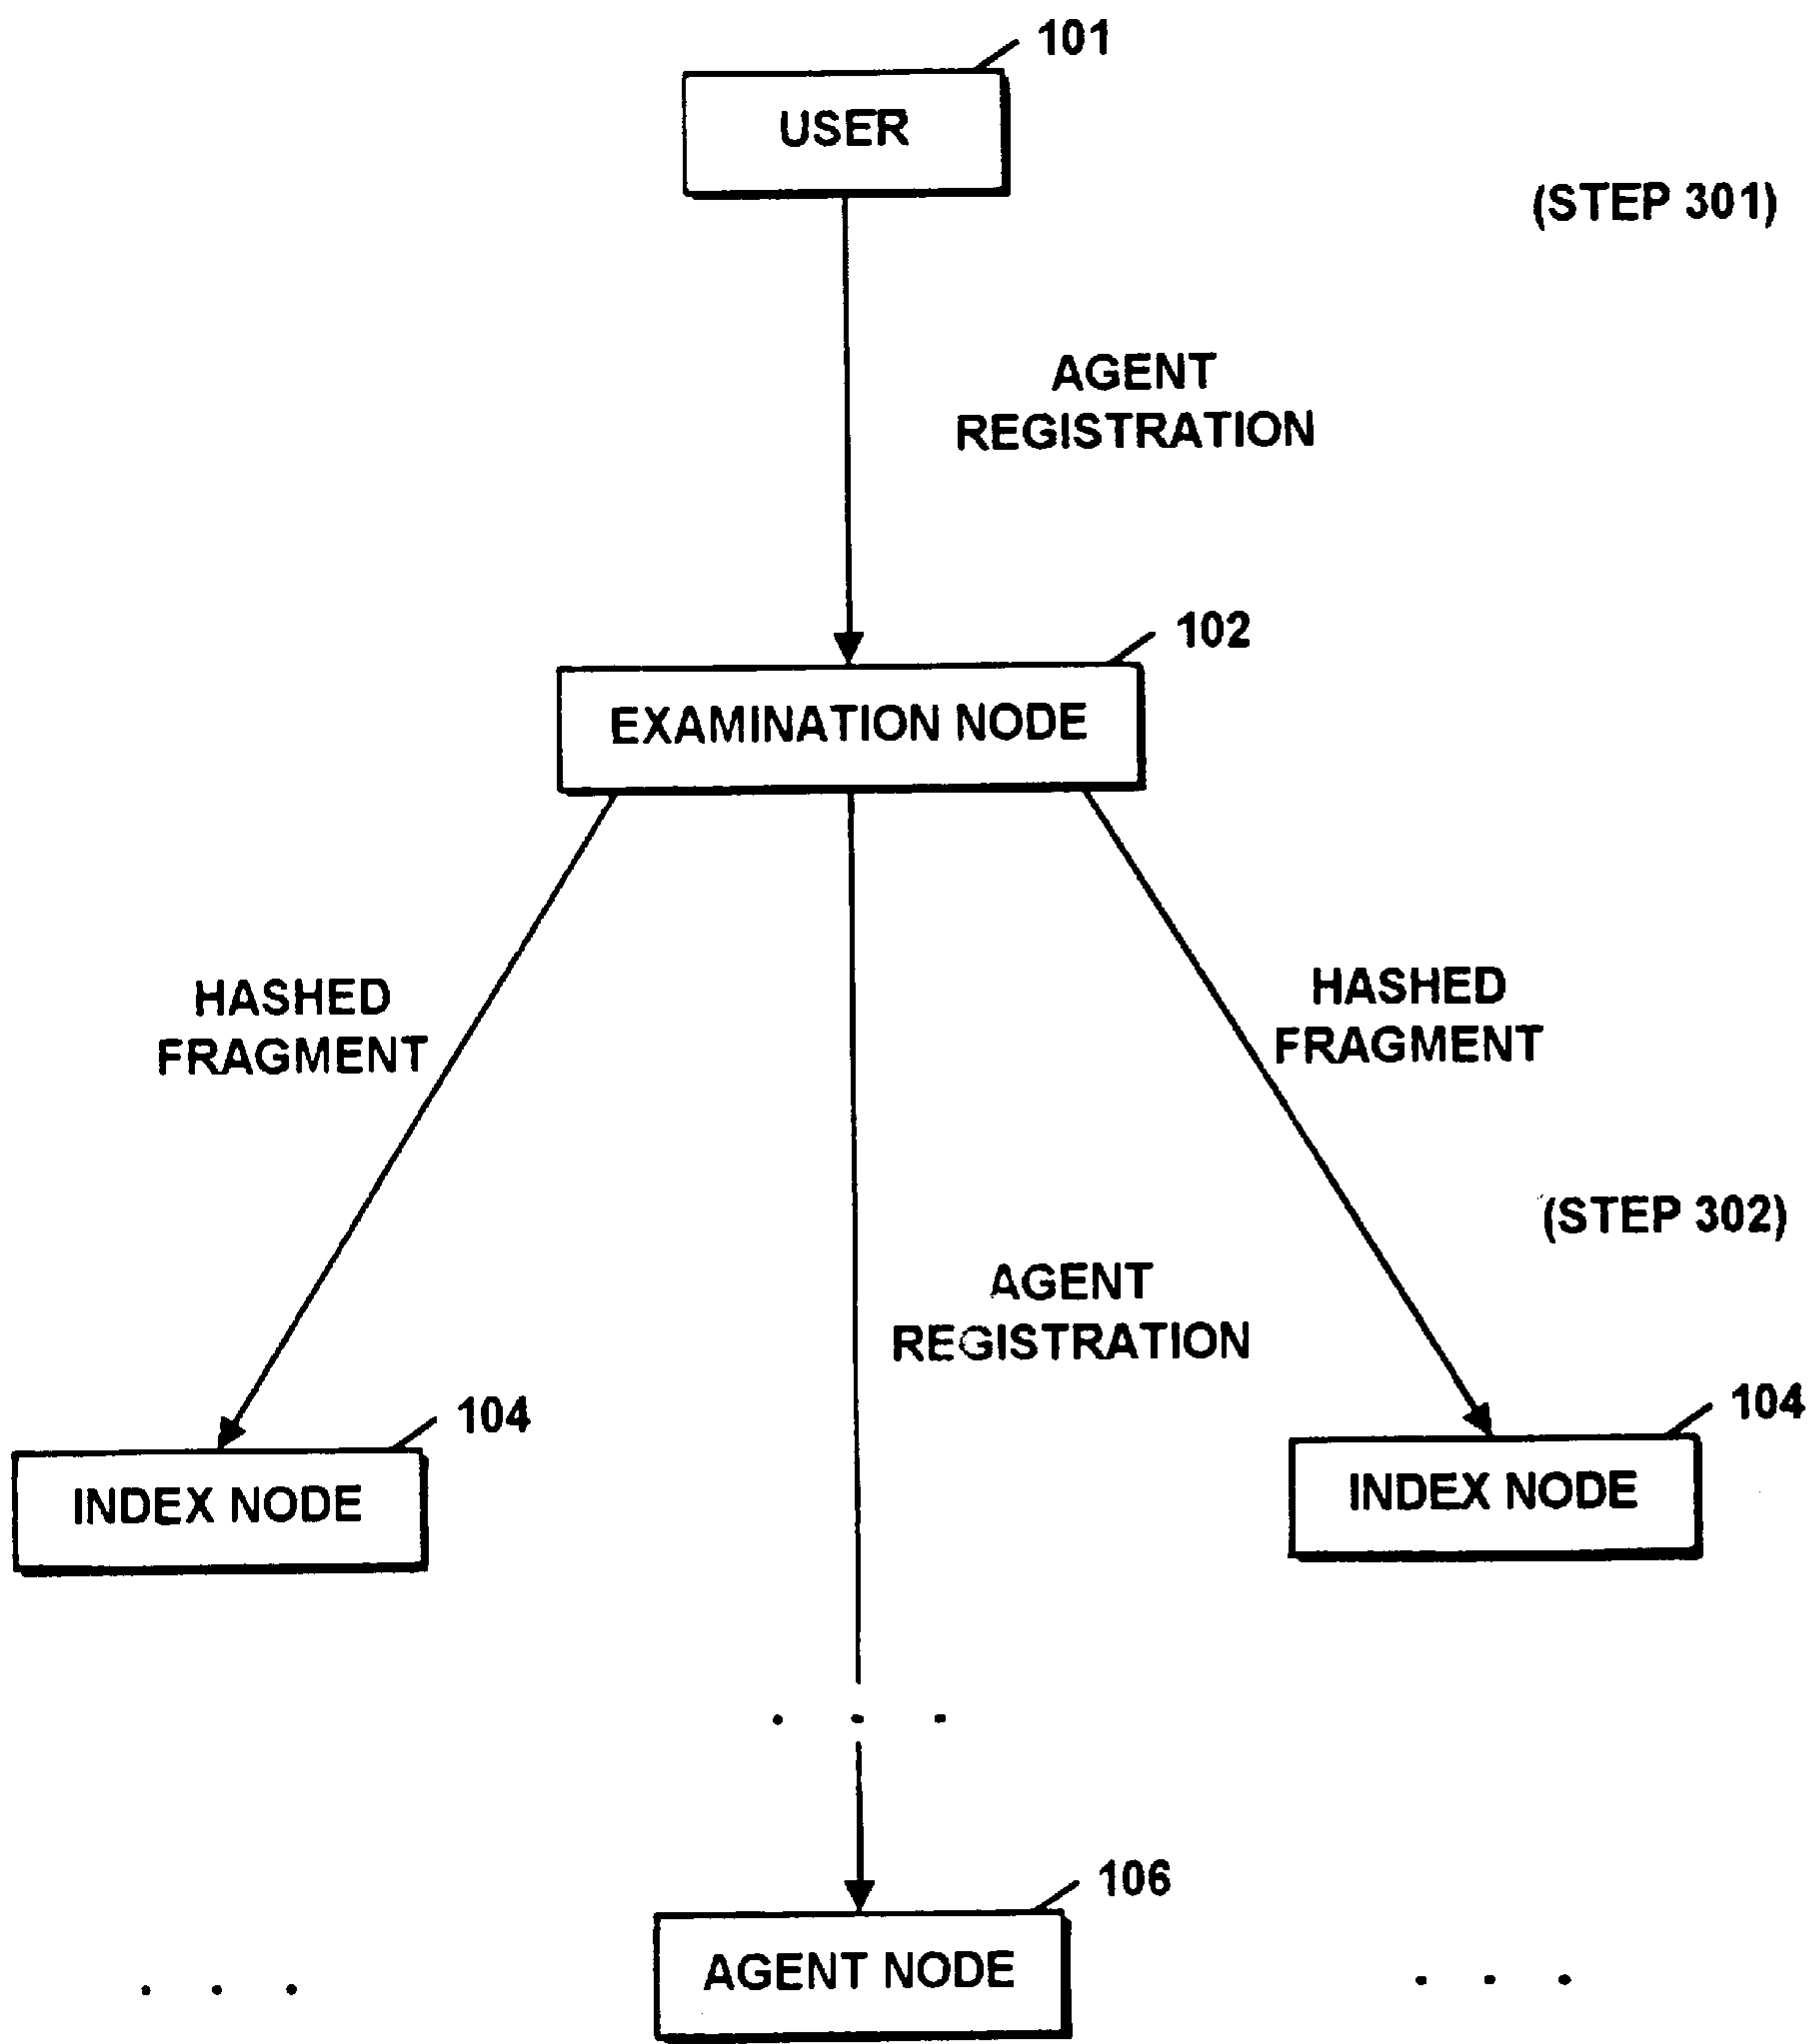 101
USER
(STEP 301)
AGENT
REGISTRATION
102
EXAMINATION NODE
HASHED
FRAGMENT
HASHED
FRAGMENT
(STEP 302)
AGENT
REGISTRATION
104
INDEX NODE
104
INDEX NODE
. . .
106
AGENT NODE
. . .
. . .